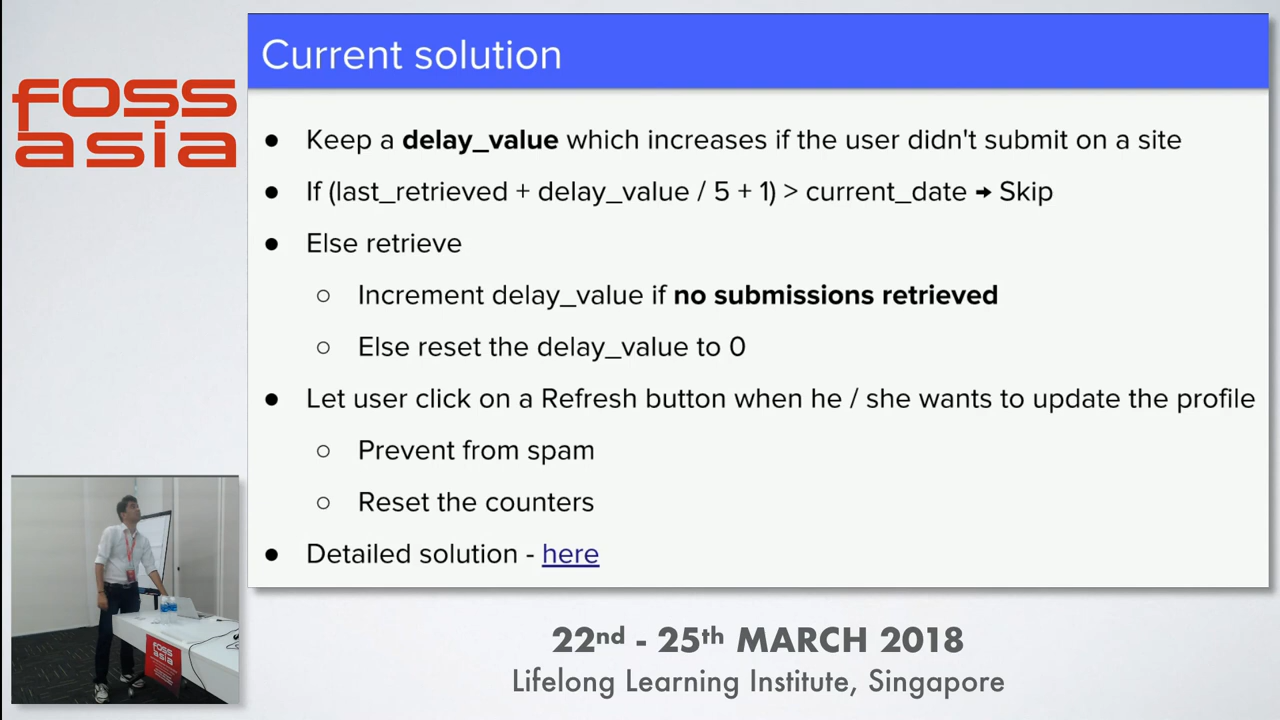 foss
asia
Current solution
● Keep a delay_value which increases if the user didn't submit on a site
● If (last_retrieved + delay_value / 5 + 1) > current_date → Skip
● Else retrieve
○ Increment delay_value if no submissions retrieved
○ Else reset the delay_value to 0
● Let user click on a Refresh button when he / she wants to update the profile
○ Prevent from spam
○ Reset the counters
● Detailed solution - here
foss
asia
22nd - 25th MARCH 2018
Lifelong Learning Institute, Singapore